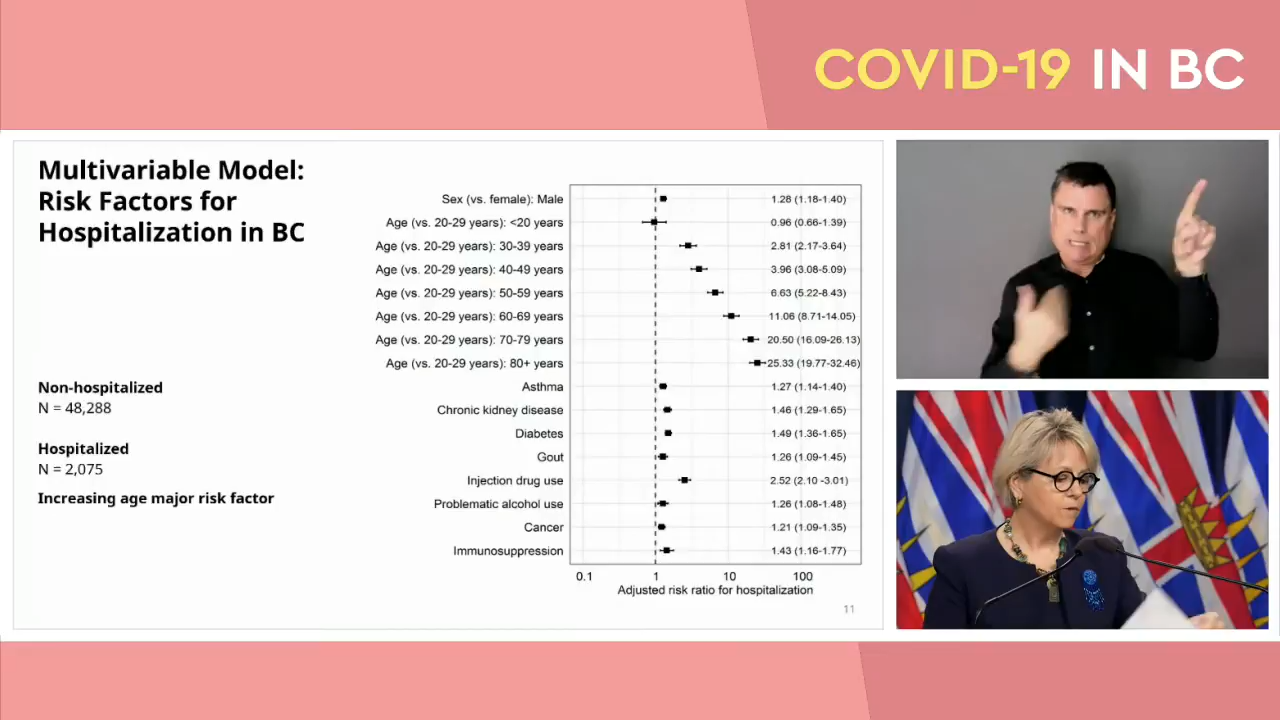 COVID-19 IN BC
Multivariable Model:
Risk Factors for
Hospitalization in BC
Non-hospitalized
N = 48,288
Hospitalized
N = 2,075
Increasing age major risk factor
Sex (vs. female): Male 1.28 (1.18-1.40)
Age (vs. 20-29 years): <20 years 0.96 (0.66-1.39)
Age (vs. 20-29 years): 30-39 years 2.81 (2.17-3.64)
Age (vs. 20-29 years): 40-49 years 3.96 (3.08-5.09)
Age (vs. 20-29 years): 50-59 years 6.63 (5.22-8.43)
Age (vs. 20-29 years): 60-69 years 11.06 (8.71-14.05)
Age (vs. 20-29 years): 70-79 years 20.50 (16.09-26.13)
Age (vs. 20-29 years): 80+ years 25.33 (19.77-32.46)
Asthma 1.27 (1.14-1.40)
Chronic kidney disease 1.46 (1.29-1.65)
Diabetes 1.49 (1.36-1.65)
Gout 1.26 (1.09-1.45)
Injection drug use 2.52 (2.10 -3.01)
Problematic alcohol use 1.26 (1.08-1.48)
Cancer 1.21 (1.09-1.35)
Immunosuppression 1.43 (1.16-1.77)
0.1 1 10 100
Adjusted risk ratio for hospitalization
11